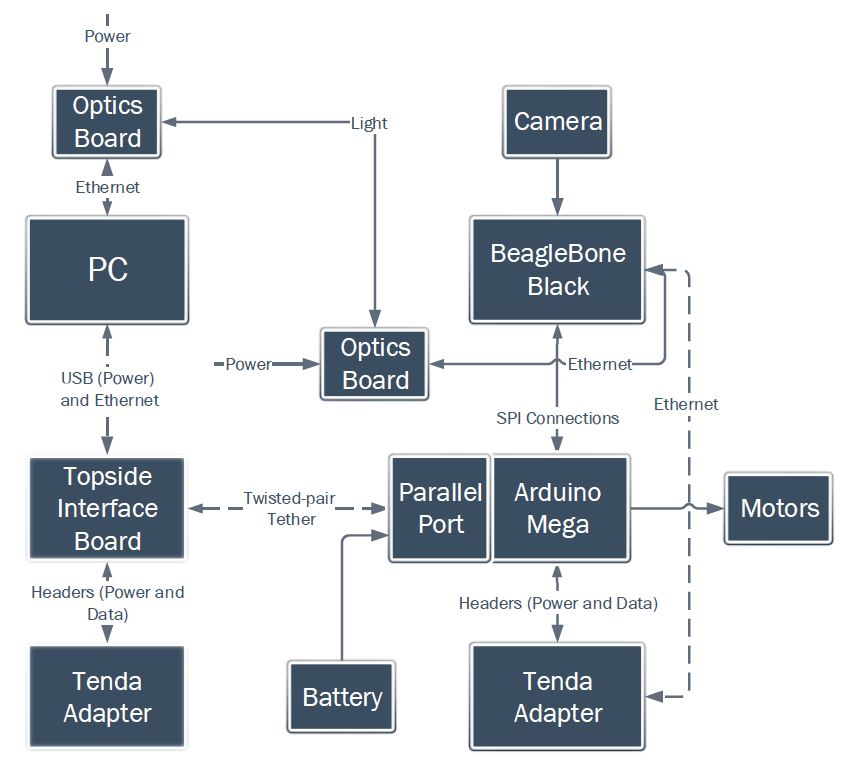 Power
Optics
Board
Light
Camera
Ethernet
PC
BeagleBone
Black
Optics
Board
Power
Ethernet
USB (Power)
and Ethernet
Ethernet
SPI Connections
Topside
Interface
Board
Twisted-pair
Tether
Parallel
Port
Arduino
Mega
Motors
Headers (Power and
Data)
Headers (Power and Data)
Tenda
Adapter
Battery
Tenda
Adapter